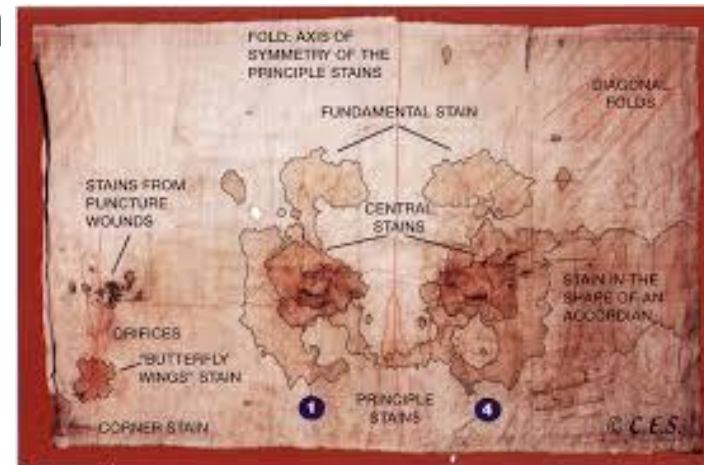 FOLD: AXIS OF
SYMMETRY OF THE
PRINCIPLE STAINS
DIAGONAL
FOLDS
FUNDAMENTAL STAIN
STAINS FROM
PUNCTURE
WOUNDS
CENTRAL
STAINS
STAIN IN THE
SHAPE OF AN
ACCORDIAN
ORIFICES
"BUTTERFLY
WINGS" STAIN
PRINCIPLE
STAINS
1
4
CORNER STAIN
© C.E.S.